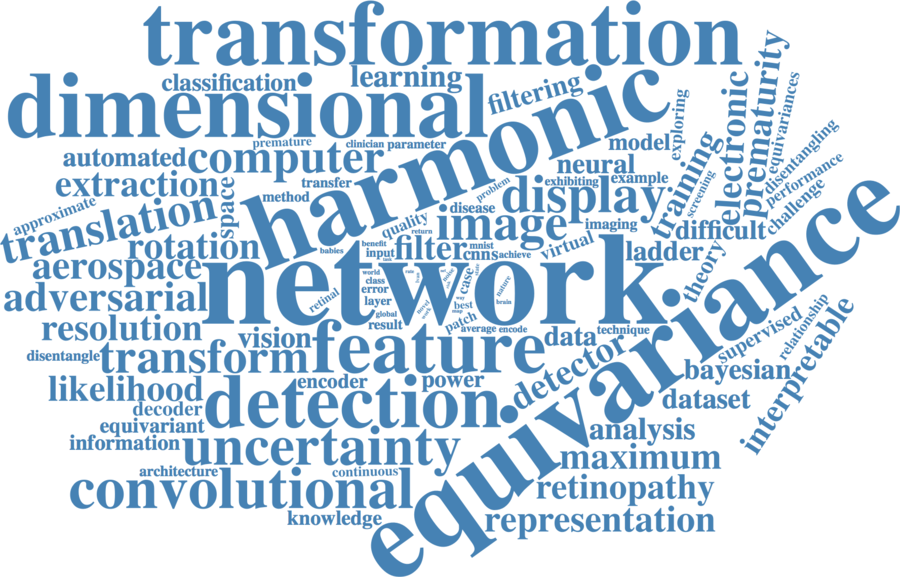 transformation
classification
learning
dimensional
filtering
harmonic
exploring
electronic
prematurity
equivariances
premature
clinician
parameter
model
automated
computer
neural
training
disentangling
extraction
transfer
problem
exhibiting
example
screening
performance
space
method
display
approximate
disease
quality
image
imaging
difficult
challenge
translation
return
rotation
babies
benefit
input
filter
mnist
cnns
achieve
virtual
ladder
theory
aerospace
network
equivariance
world
class
case
nature
adversarial
retinal
error
layer
way
best
map
brain
resolution
global
result
patch
average
encode
technique
supervised
relationship
vision
data
disentangle
transform
feature
detector
bayesian
interpretable
likelihood
encoder
power
dataset
decoder
detection
equivariant
analysis
information
uncertainty
maximum
architecture
continuous
convolutional
retinopathy
knowledge
representation